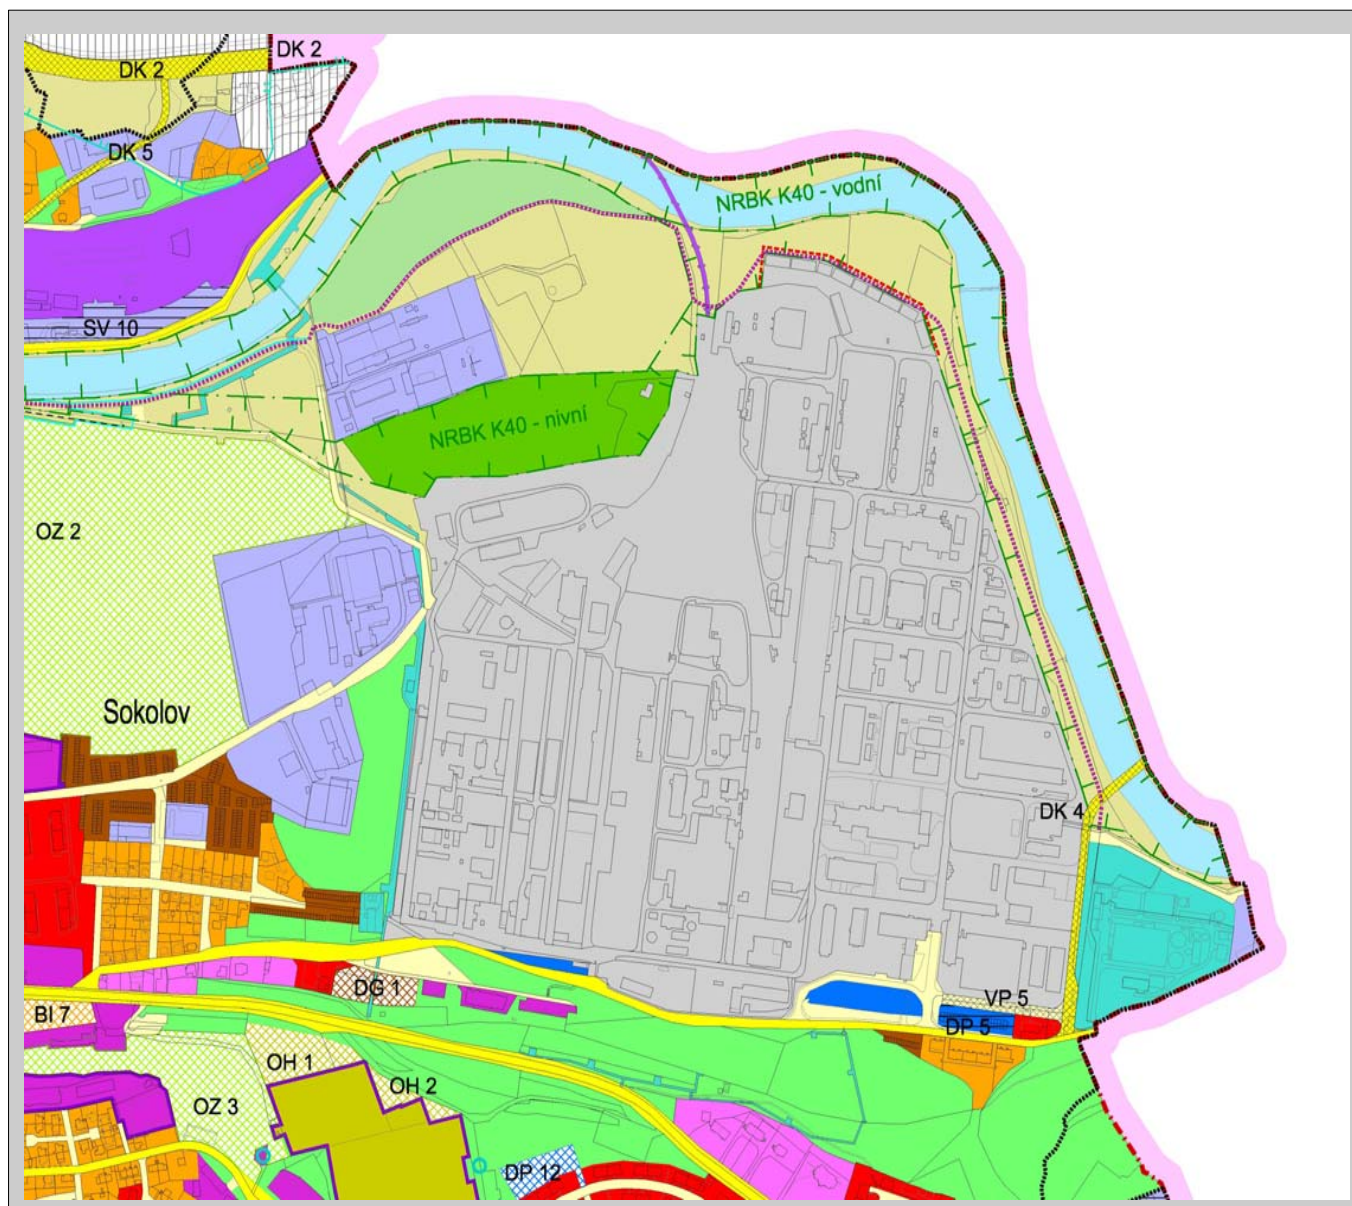 DK 2
DK 2
DK 5
NRBK K40 - vodní
SV 10
NRBK K40 - nivní
OZ 2
Sokolov
DK 4
DG 1
VP 5
BI 7
DP 5
OH 1
OH 2
OZ 3
DP 12